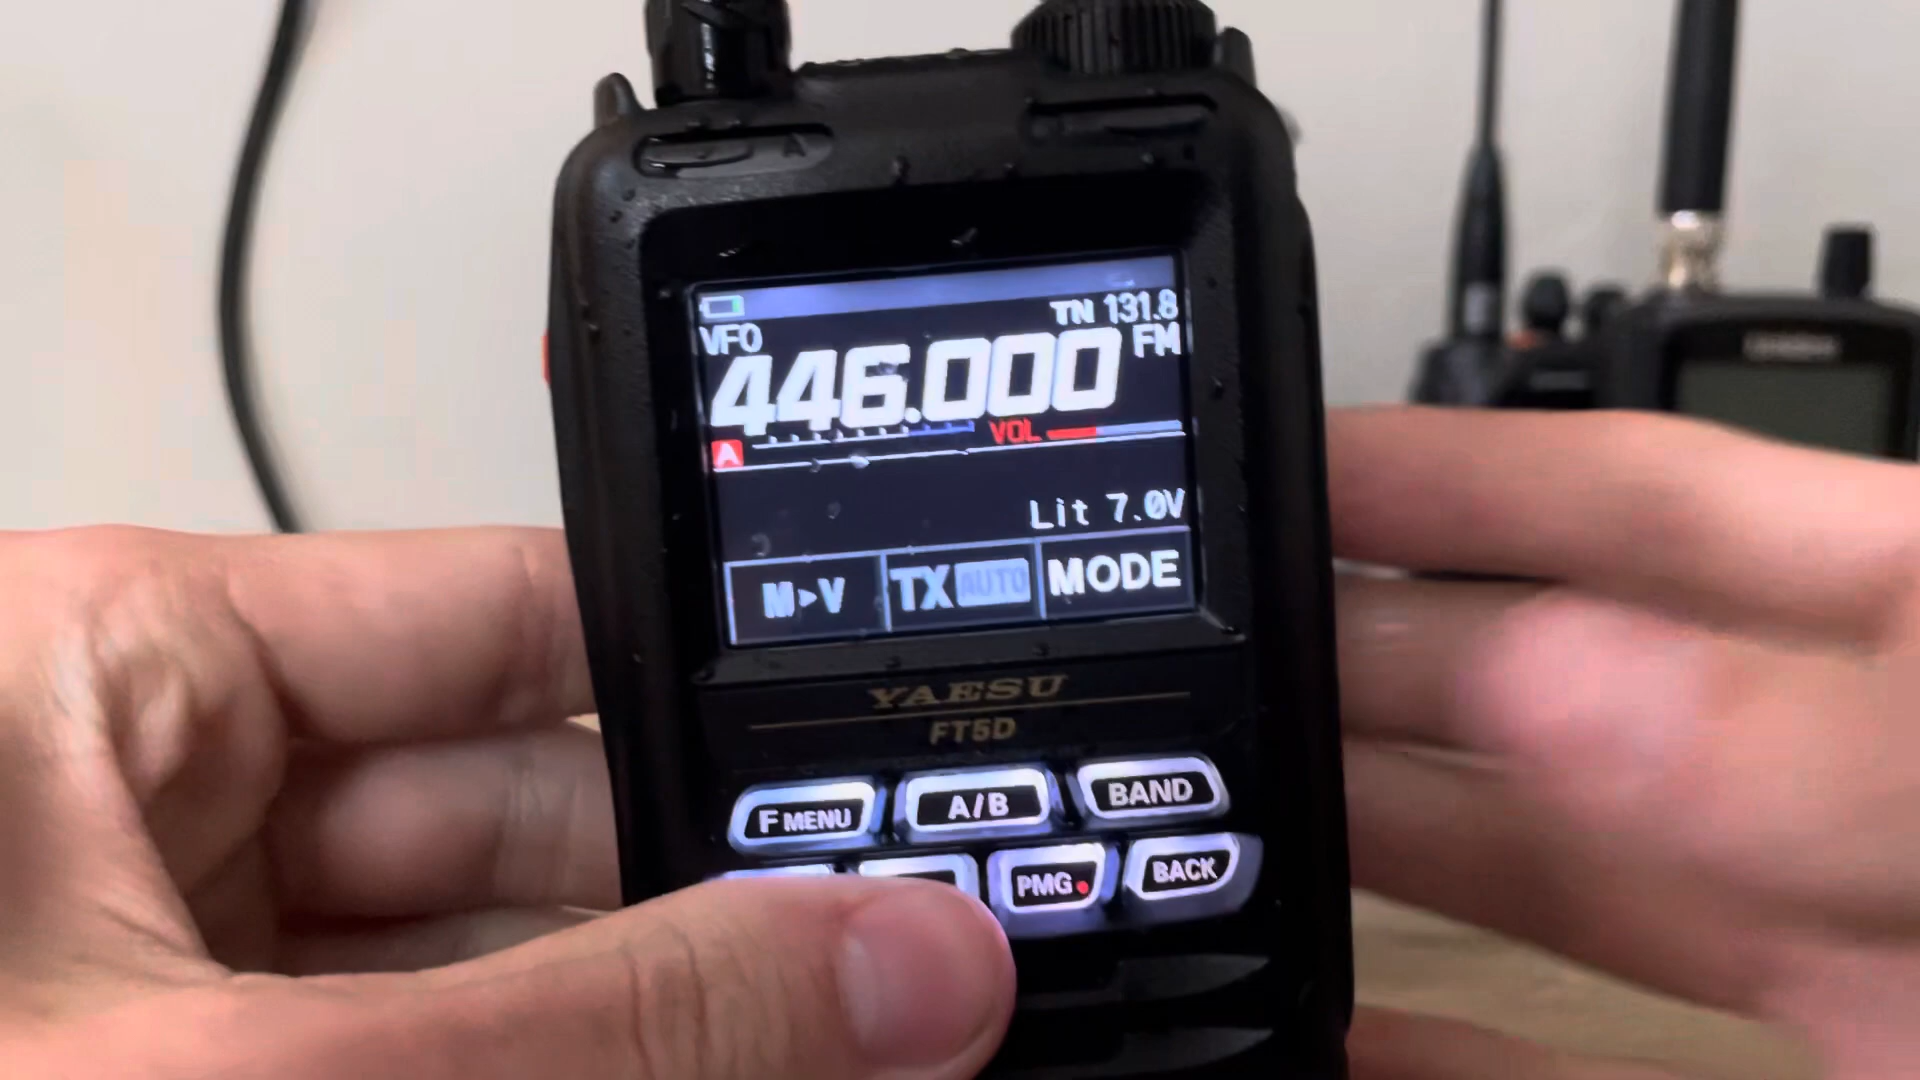 A
TN 131.8
VFO
446.000 FM
VOL
A
Lit 7.0V
M▸V TX AUTO MODE
YAESU
FT5D
F MENU A/B BAND
PMG BACK